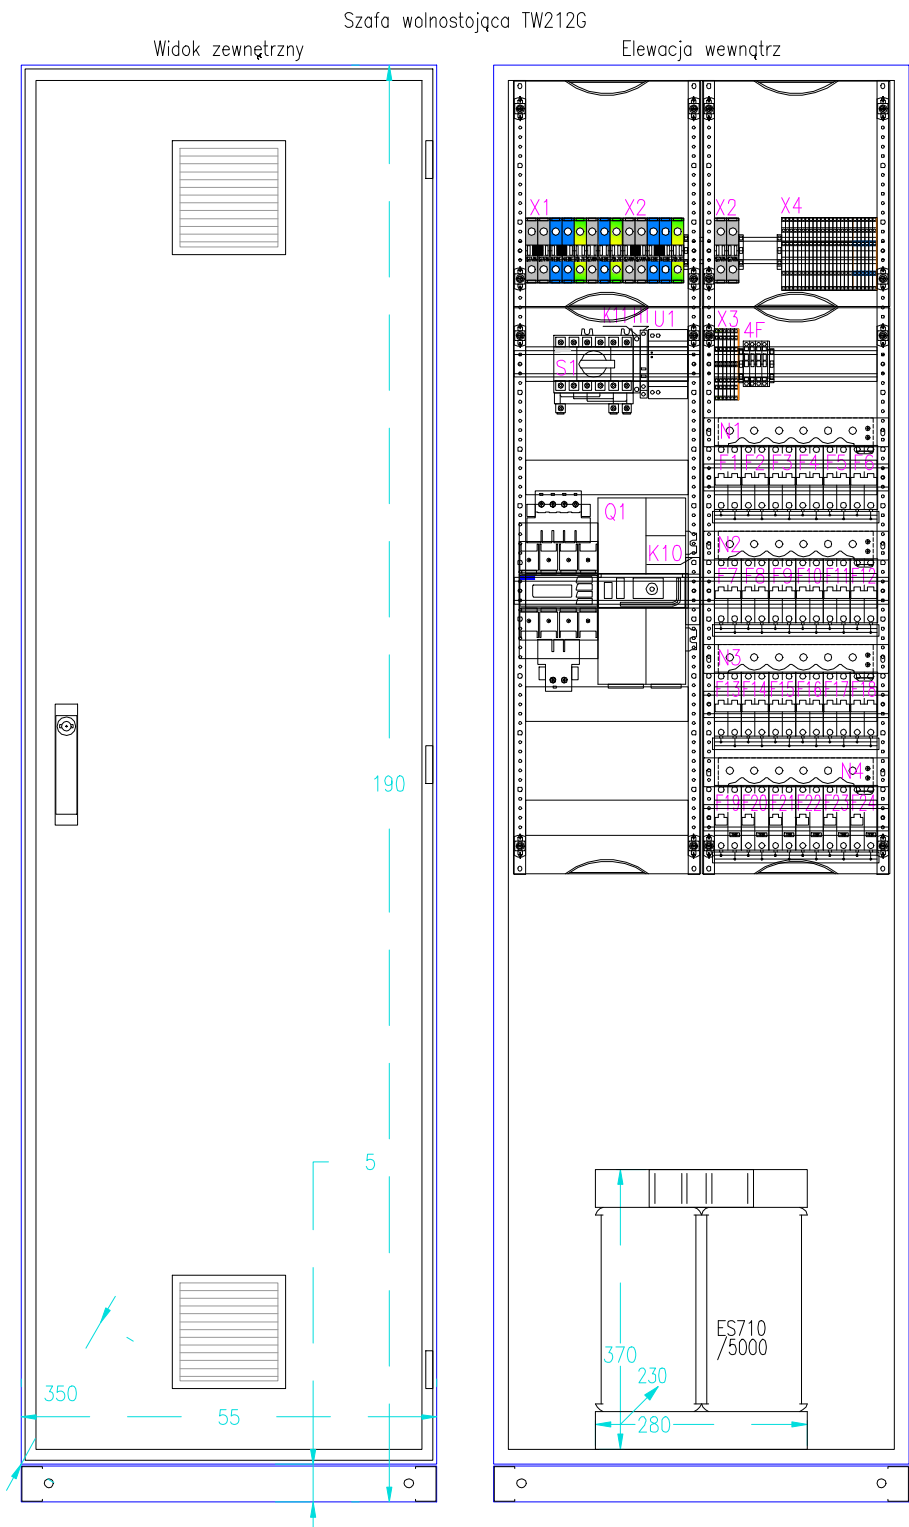 Szafa wolnostojąca TW212G
Widok zewnętrzny
Elewacja wewnątrz
X1
X2
X2
X4
U1
X3
4F
S1
N1
F1 F2 F3 F4 F5 F6
Q1
K10
N2
F7 F8 F9 F10 F11 F12
N3
F13 F14 F15 F16 F17 F18
190
N4
F19 F20 F21 F22 F23 F24
5
ES710
/5000
370
230
350
55
280